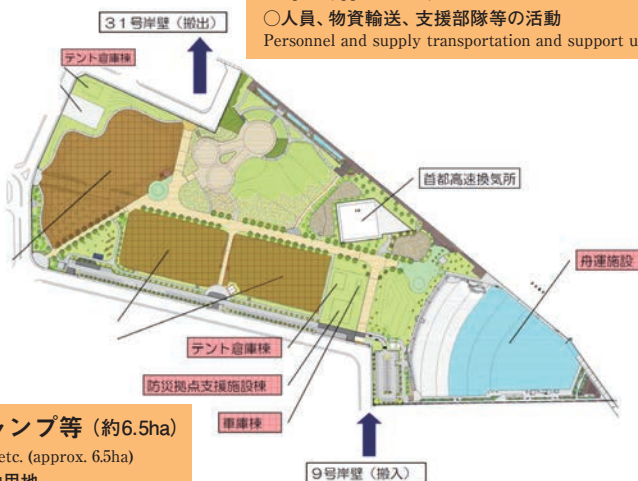 31号岸壁（搬出）
○人員、物資輸送、支援部隊等の活動
Personnel and supply transportation and support u
テント倉庫棟
首都高速換気所
舟運施設
テント倉庫棟
防災拠点支援施設棟
車庫棟
ャンプ等（約6.5ha)
etc. (approx. 6.5ha)
9号岸壁（搬入）